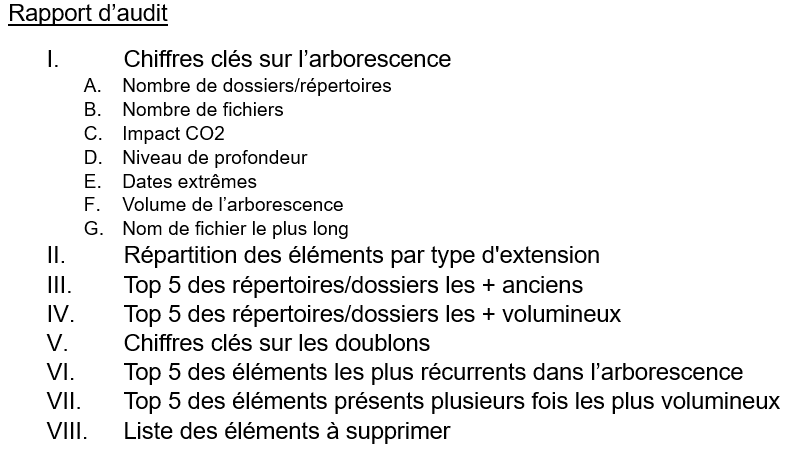 Rapport d’audit
I. Chiffres clés sur l’arborescence
A. Nombre de dossiers/répertoires
B. Nombre de fichiers
C. Impact CO2
D. Niveau de profondeur
E. Dates extrêmes
F. Volume de l’arborescence
G. Nom de fichier le plus long
II. Répartition des éléments par type d'extension
III. Top 5 des répertoires/dossiers les + anciens
IV. Top 5 des répertoires/dossiers les + volumineux
V. Chiffres clés sur les doublons
VI. Top 5 des éléments les plus récurrents dans l’arborescence
VII. Top 5 des éléments présents plusieurs fois les plus volumineux
VIII. Liste des éléments à supprimer